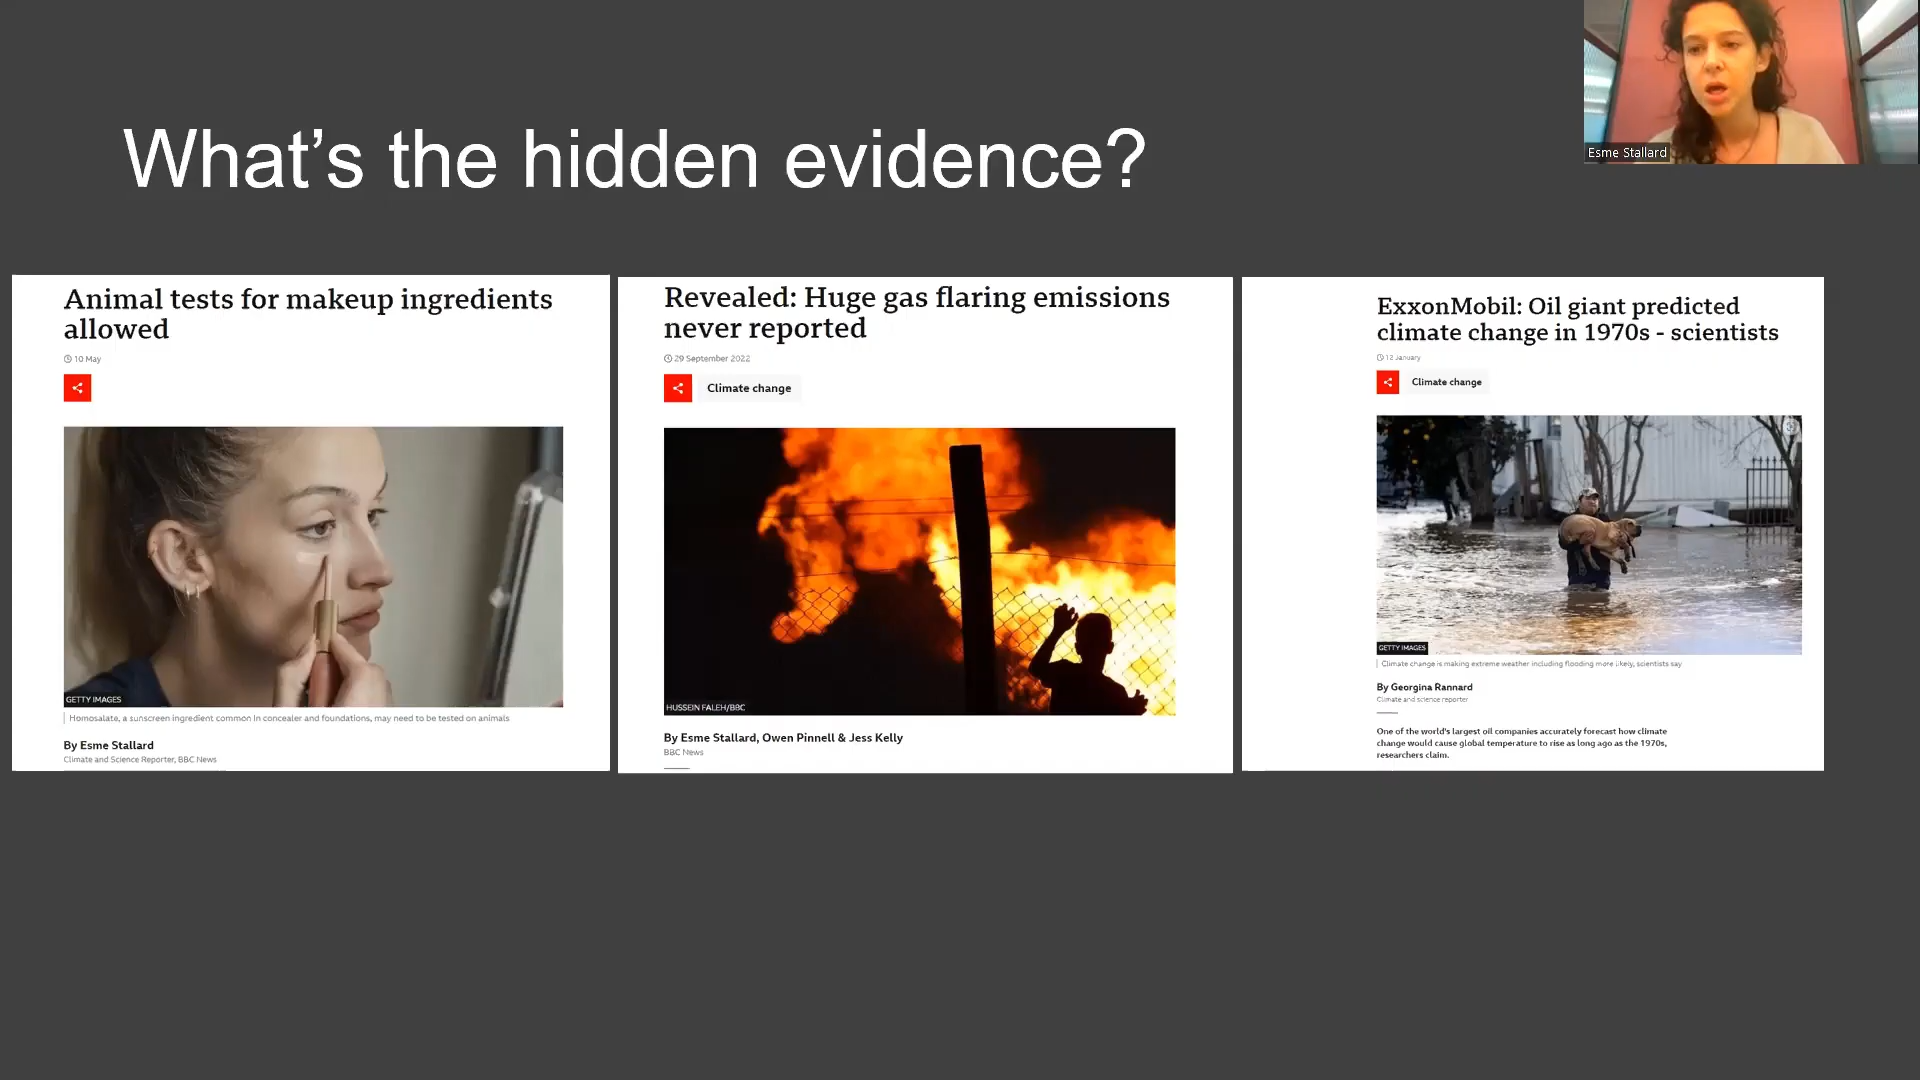 Esme Stallard
What's the hidden evidence?
Animal tests for makeup ingredients
allowed
10 May
GETTY IMAGES
Homosalate, a sunscreen ingredient common in concealer and foundations, may need to be tested on animals
By Esme Stallard
Climate and Science Reporter, BBC News
Revealed: Huge gas flaring emissions
never reported
29 September 2022
Climate change
HUSSEIN FALEH/BBC
By Esme Stallard, Owen Pinnell & Jess Kelly
BBC News
ExxonMobil: Oil giant predicted
climate change in 1970s - scientists
12 January
Climate change
GETTY IMAGES
Climate change is making extreme weather including flooding more likely, scientists say
By Georgina Rannard
Climate and science reporter
One of the world's largest oil companies accurately forecast how climate
change would cause global temperature to rise as long ago as the 1970s,
researchers claim.